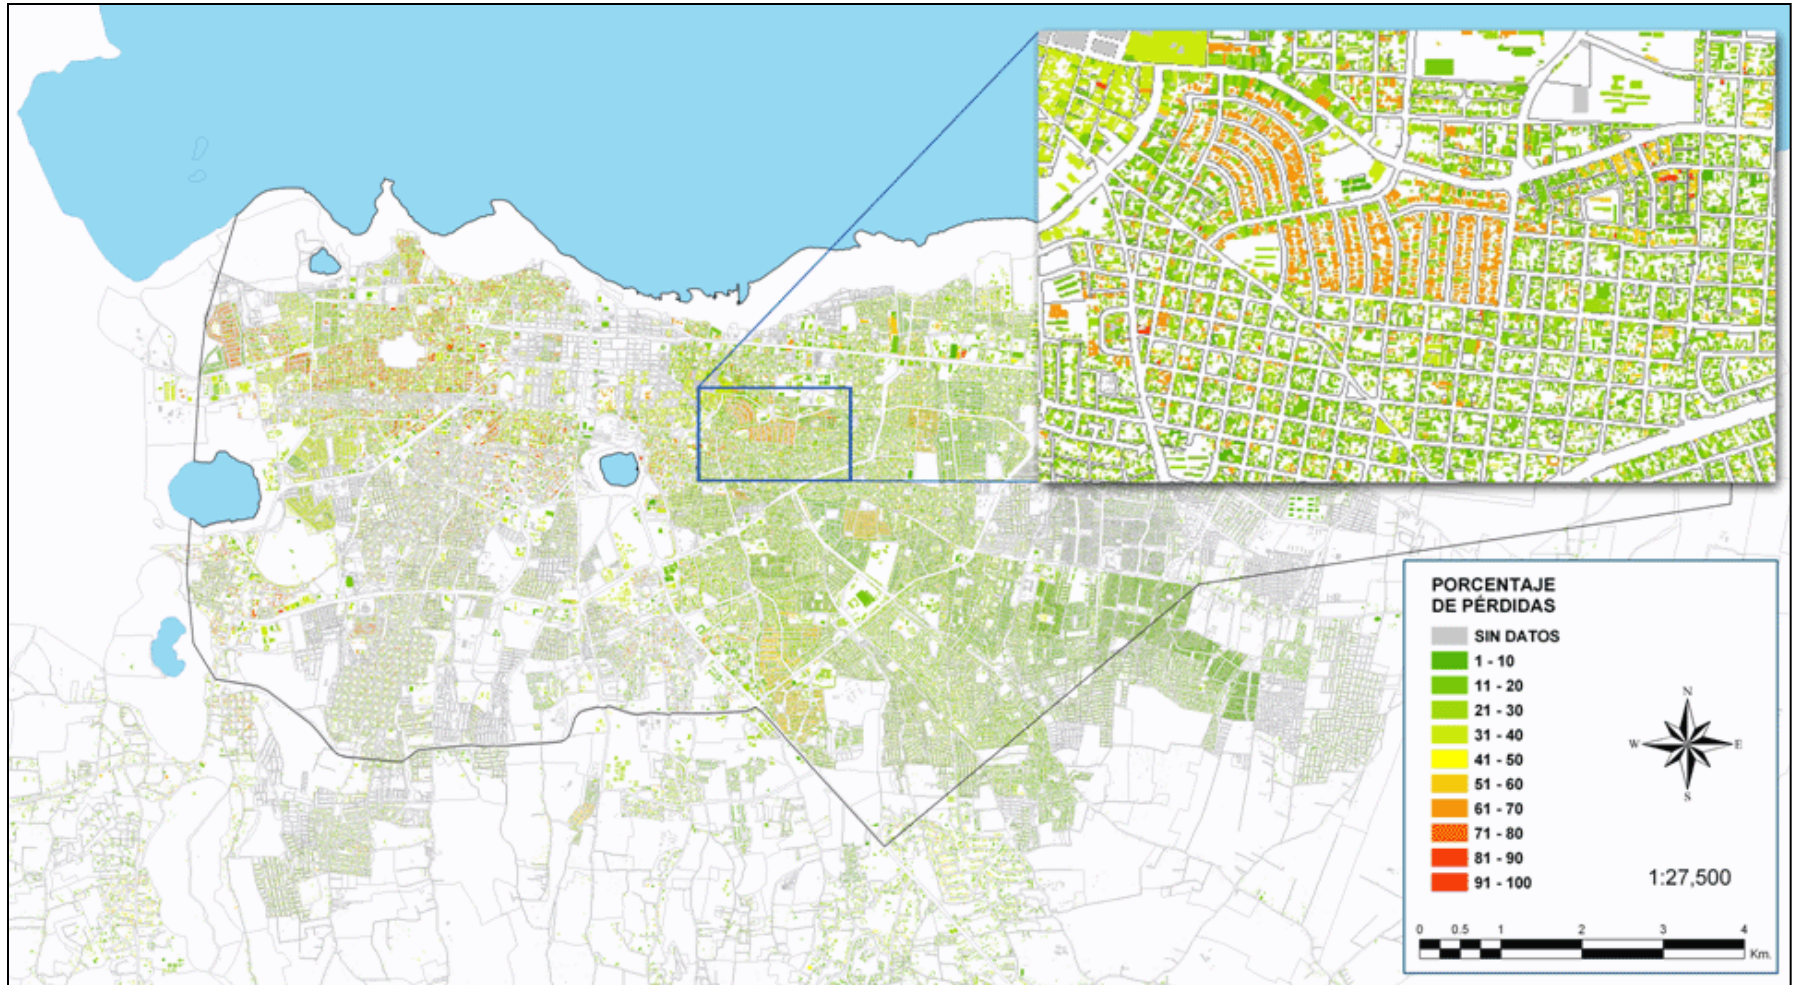 PORCENTAJE
DE PÉRDIDAS
SIN DATOS
1 - 10
11 - 20
21 - 30
31 - 40
41 - 50
51 - 60
61 - 70
71 - 80
81 - 90
91 - 100
N
W E
S
1:27,500
0 0.5 1 2 3 4
Km.